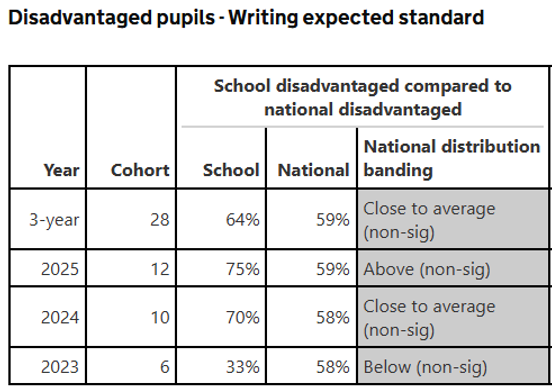 Disadvantaged pupils - Writing expected standard
School disadvantaged compared to
national disadvantaged
Year Cohort School National National distribution
banding
3-year 28 64% 59% Close to average
(non-sig)
2025 12 75% 59% Above (non-sig)
2024 10 70% 58% Close to average
(non-sig)
2023 6 33% 58% Below (non-sig)